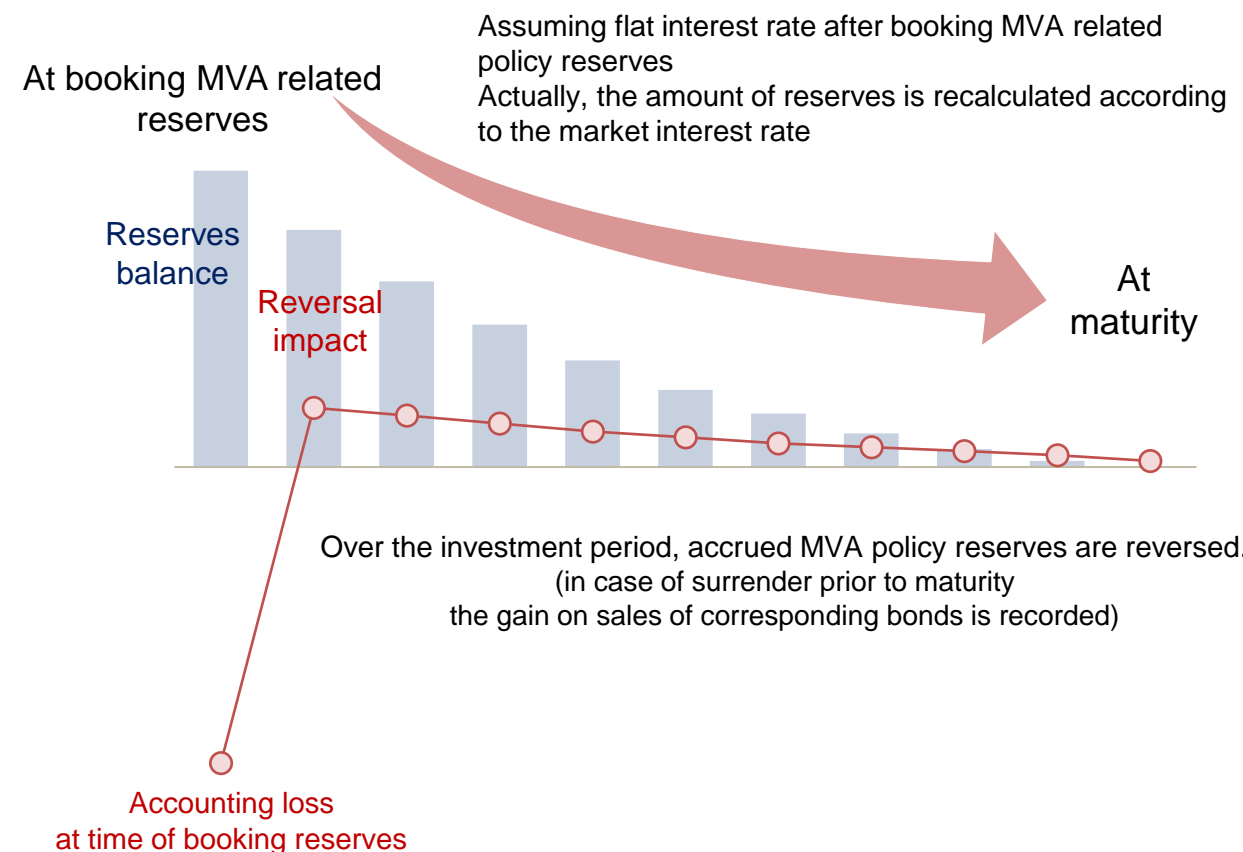 Assuming flat interest rate after booking MVA related
policy reserves
Actually, the amount of reserves is recalculated according
to the market interest rate
At booking MVA related
reserves
Reserves
balance
Reversal
impact
At
maturity
Over the investment period, accrued MVA policy reserves are reversed.
(in case of surrender prior to maturity
the gain on sales of corresponding bonds is recorded)
Accounting loss
at time of booking reserves